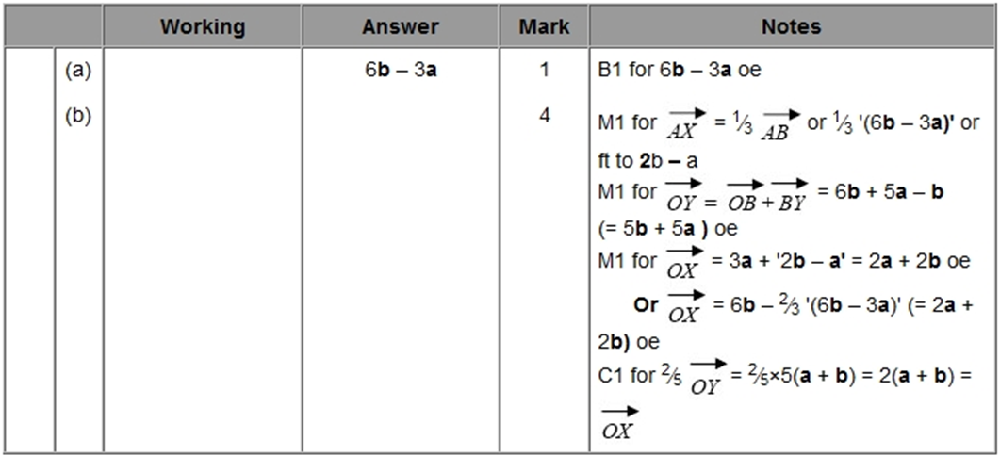 Working Answer Mark Notes
(a) 6b – 3a 1 B1 for 6b – 3a oe
(b) 4 M1 for AX = ⅓ AB or ⅓ '(6b – 3a)' or
ft to 2b – a
M1 for OY = OB + BY = 6b + 5a – b
(= 5b + 5a ) oe
M1 for OX = 3a + '2b – a' = 2a + 2b oe
Or OX = 6b – ⅔ '(6b – 3a)' (= 2a +
2b) oe
C1 for ⅖ OY = ⅖×5(a + b) = 2(a + b) =
OX